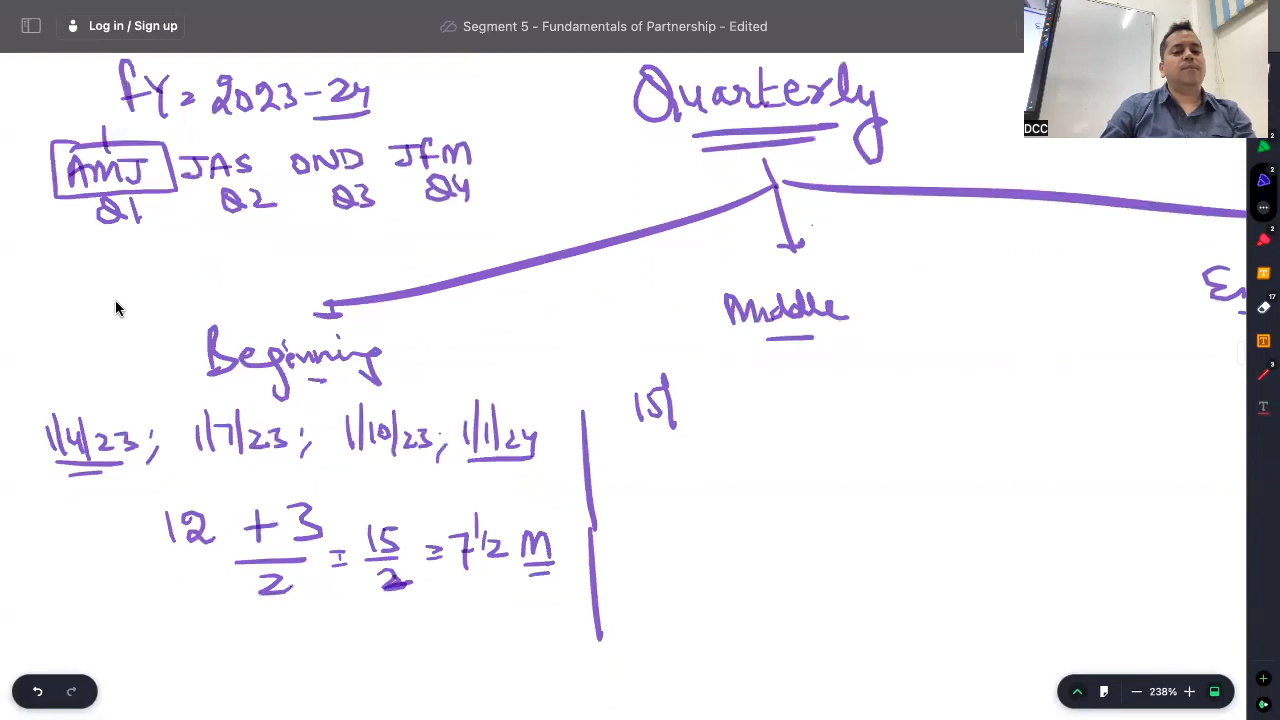 Log in / Sign up
Segment 5 - Fundamentals of Partnership - Edited
DCC
fY = 2023-24
Quarterly
AMJ JAS OND JfM
Q1 Q2 Q3 Q4
Beginning
Middle
1/4/23; 1/7/23; 1/10/23; 1/1/24
15/
12 + 3 / 2 = 15/2 = 7 1/2 M
238%